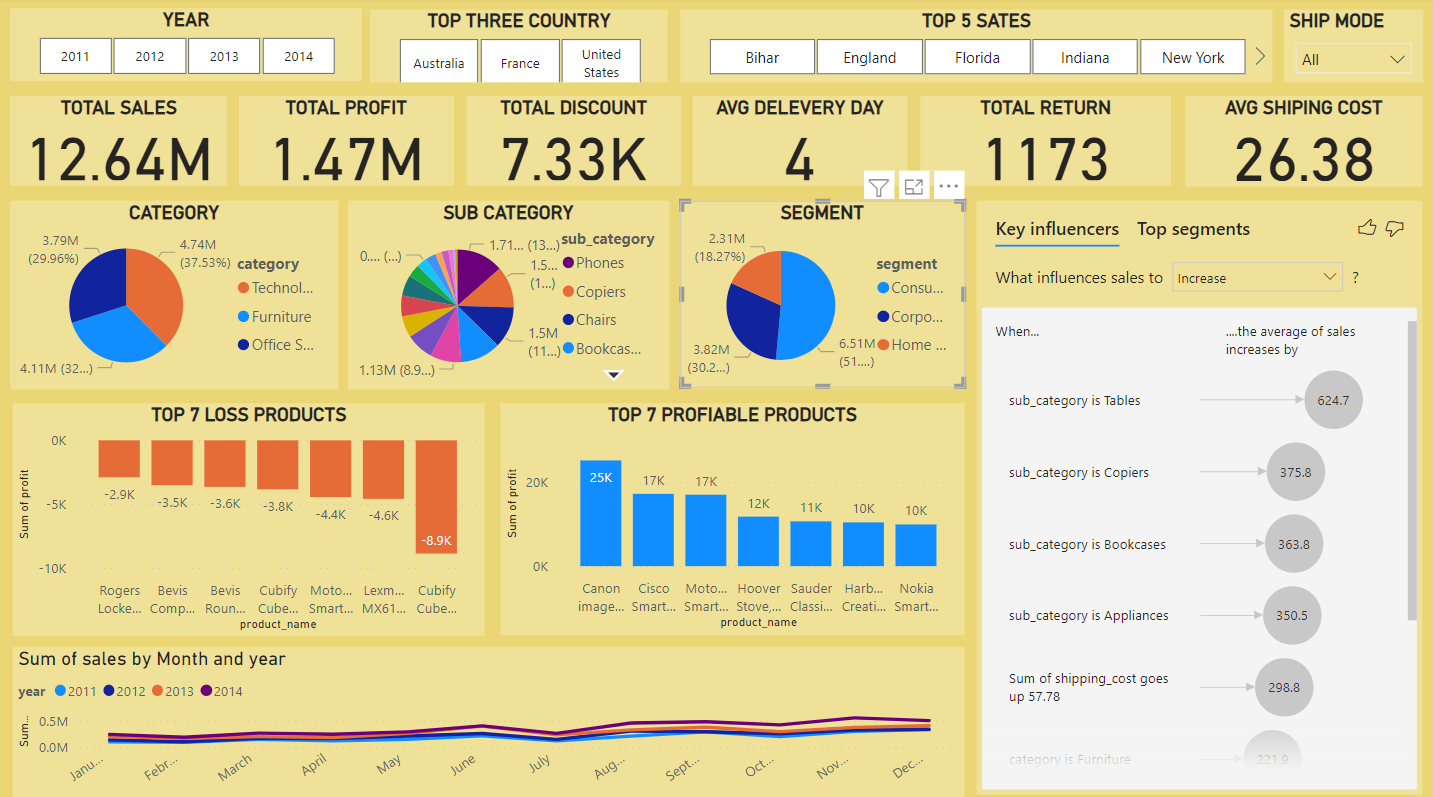 YEAR
2011
2012
2013
2014
TOP THREE COUNTRY
Australia
France
United
States
TOP 5 SATES
Bihar
England
Florida
Indiana
New York
SHIP MODE
All
TOTAL SALES
12.64M
TOTAL PROFIT
1.47M
TOTAL DISCOUNT
7.33K
AVG DELEVERY DAY
4
TOTAL RETURN
1173
AVG SHIPING COST
26.38
CATEGORY
3.79M
(29.96%)
4.74M
(37.53%)
4.11M (32...)
category
Technol...
Furniture
Office S...
SUB CATEGORY
0.... (...)
1.71... (13...)
1.5...
(1...)
1.5M
(11...)
1.13M (8.9...)
sub_category
Phones
Copiers
Chairs
Bookcas...
SEGMENT
2.31M
(18.27%)
3.82M
(30.2...)
6.51M
(51....)
segment
Consu...
Corpo...
Home ...
Key influencers
Top segments
What influences sales to
Increase
?
When...
....the average of sales
increases by
sub_category is Tables
624.7
sub_category is Copiers
375.8
sub_category is Bookcases
363.8
sub_category is Appliances
350.5
Sum of shipping_cost goes
up 57.78
298.8
category is Furniture
221.9
TOP 7 LOSS PRODUCTS
Sum of profit
0K
-5K
-10K
-2.9K
-3.5K
-3.6K
-3.8K
-4.4K
-4.6K
-8.9K
Rogers
Locke...
Bevis
Comp...
Bevis
Roun...
Cubify
Cube...
Moto...
Smart...
Lexm...
MX61...
Cubify
Cube...
product_name
TOP 7 PROFIABLE PRODUCTS
Sum of profit
20K
0K
25K
17K
17K
12K
11K
10K
10K
Canon
image...
Cisco
Smart...
Moto...
Smart...
Hoover
Stove,...
Sauder
Classi...
Harb...
Creati...
Nokia
Smart...
product_name
Sum of sales by Month and year
year
2011
2012
2013
2014
Sum...
0.5M
0.0M
Janu...
Febr...
March
April
May
June
July
Aug...
Sept...
Oct...
Nov...
Dec...